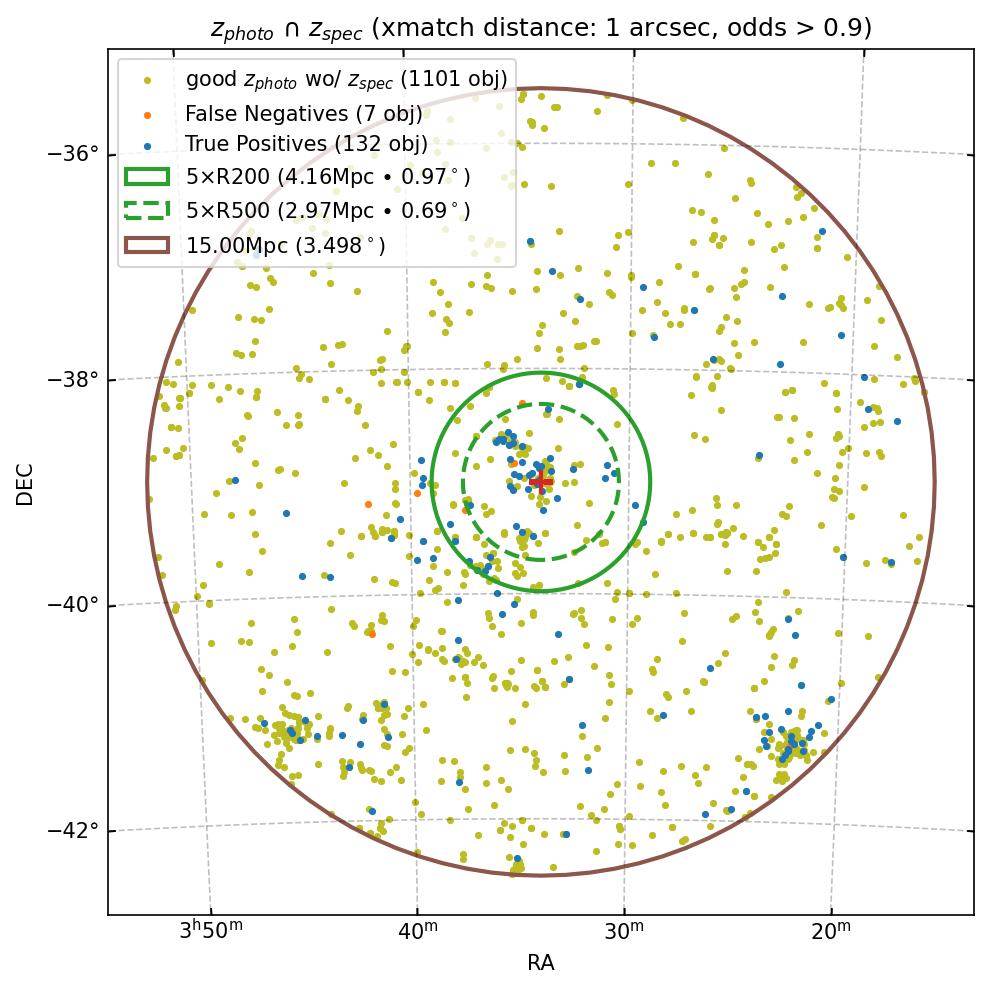 z_photo ∩ z_spec (xmatch distance: 1 arcsec, odds > 0.9)
good z_photo wo/ z_spec (1101 obj)
False Negatives (7 obj)
True Positives (132 obj)
5×R200 (4.16Mpc • 0.97°)
5×R500 (2.97Mpc • 0.69°)
15.00Mpc (3.498°)
−36°
−38°
−40°
−42°
DEC
3h50m 40m 30m 20m
RA